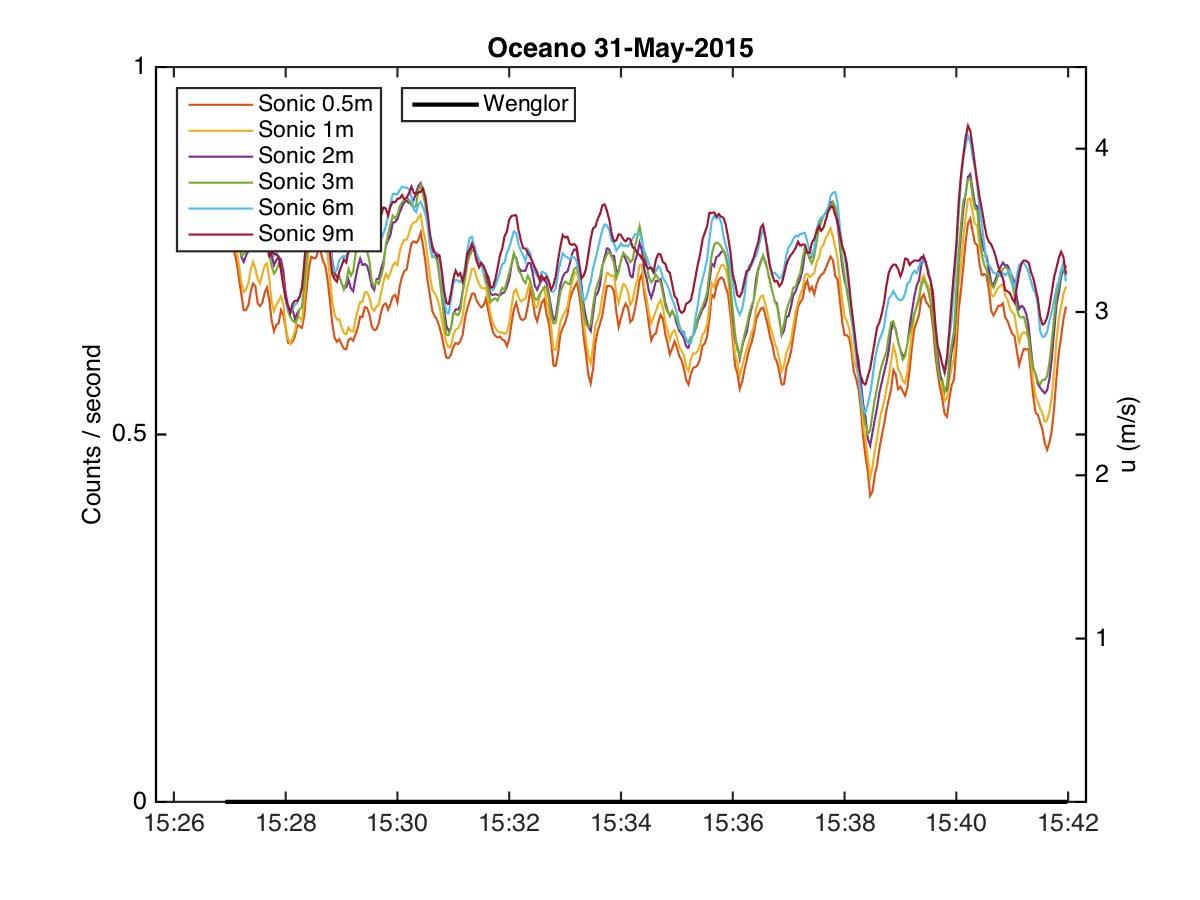 Oceano 31-May-2015
Sonic 0.5m
Sonic 1m
Sonic 2m
Sonic 3m
Sonic 6m
Sonic 9m
Wenglor
1
0.5
0
Counts / second
4
3
2
1
u (m/s)
15:26 15:28 15:30 15:32 15:34 15:36 15:38 15:40 15:42